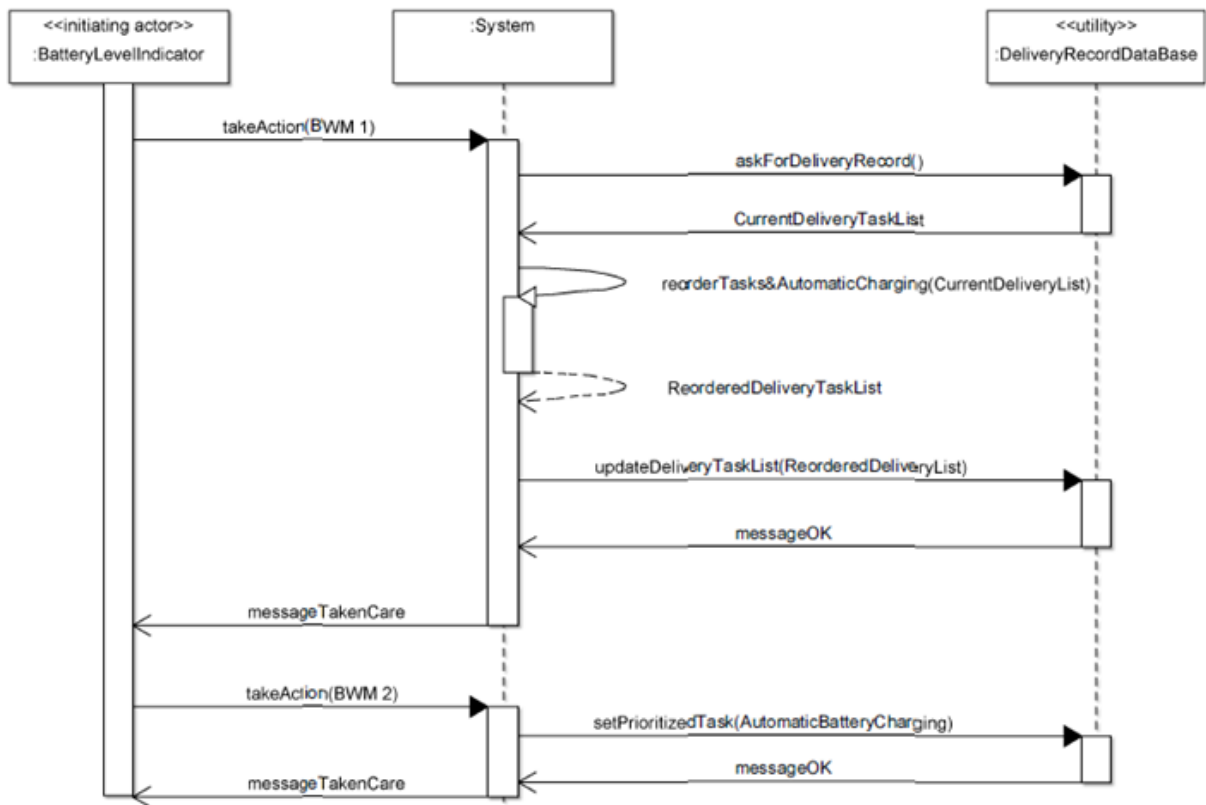 <<initiating actor>>
:BatteryLevelIndicator
:System
<<utility>>
:DeliveryRecordDataBase
takeAction(BWM 1)
askForDeliveryRecord()
CurrentDeliveryTaskList
reorderTasks&AutomaticCharging(CurrentDeliveryList)
ReorderedDeliveryTaskList
updateDeliveryTaskList(ReorderedDeliveryList)
messageOK
messageTakenCare
takeAction(BWM 2)
setPrioritizedTask(AutomaticBatteryCharging)
messageOK
messageTakenCare